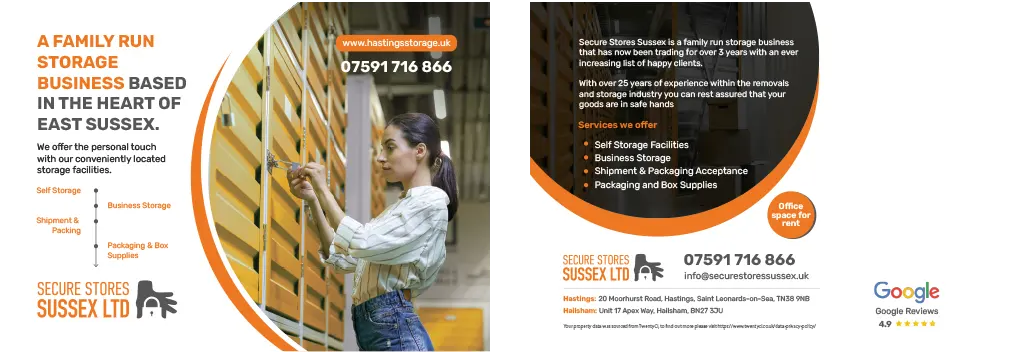 A FAMILY RUN
STORAGE
BUSINESS BASED
IN THE HEART OF
EAST SUSSEX.
We offer the personal touch
with our conveniently located
storage facilities.
Self Storage
Business Storage
Shipment &
Packing
Packaging & Box
Supplies
SECURE STORES
SUSSEX LTD
www.hastingsstorage.uk
07591 716 866
Secure Stores Sussex is a family run storage business
that has now been trading for over 3 years with an ever
increasing list of happy clients.
With over 25 years of experience within the removals
and storage industry you can rest assured that your
goods are in safe hands
Services we offer
Self Storage Facilities
Business Storage
Shipment & Packaging Acceptance
Packaging and Box Supplies
Office
space for
rent
SECURE STORES
SUSSEX LTD
07591 716 866
info@securestoressussex.uk
Hastings: 20 Moorhurst Road, Hastings, Saint Leonards-on-Sea, TN38 9NB
Hailsham: Unit 17 Apex Way, Hailsham, BN27 3JU
Your property data was sourced from TwentyCi, to find out more please visit https://www.twentyci.co.uk/data-privacy-policy/
Google
Google Reviews
4.9